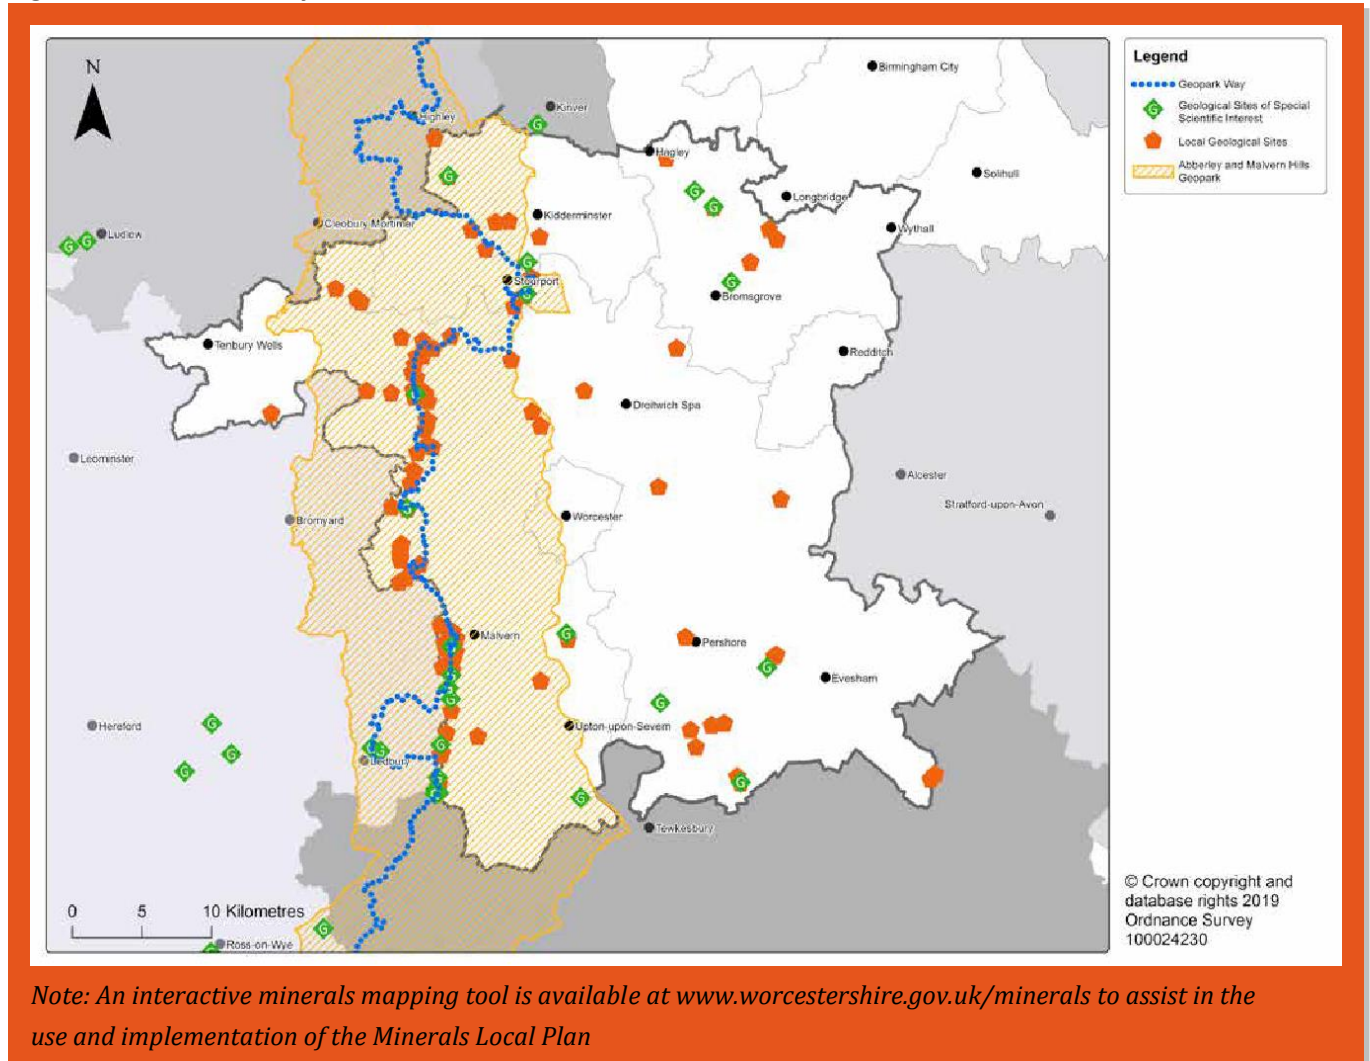 N
Birmingham City
Kinver
Highley
Hagley
Solihull
Longbridge
Kidderminster
Cleobury Mortimer
Wythall
Ludlow
Stourport
Bromsgrove
Tenbury Wells
Redditch
Droitwich Spa
Leominster
Alcester
Stratford-upon-Avon
Bromyard
Worcester
Malvern
Pershore
Evesham
Hereford
Upton-upon-Severn
Ledbury
Tewkesbury
0 5 10 Kilometres
Ross-on-Wye
Legend
Geopark Way
G Geological Sites of Special
Scientific Interest
Local Geological Sites
Abberley and Malvern Hills
Geopark
© Crown copyright and
database rights 2019
Ordnance Survey
100024230
Note: An interactive minerals mapping tool is available at www.worcestershire.gov.uk/minerals to assist in the
use and implementation of the Minerals Local Plan